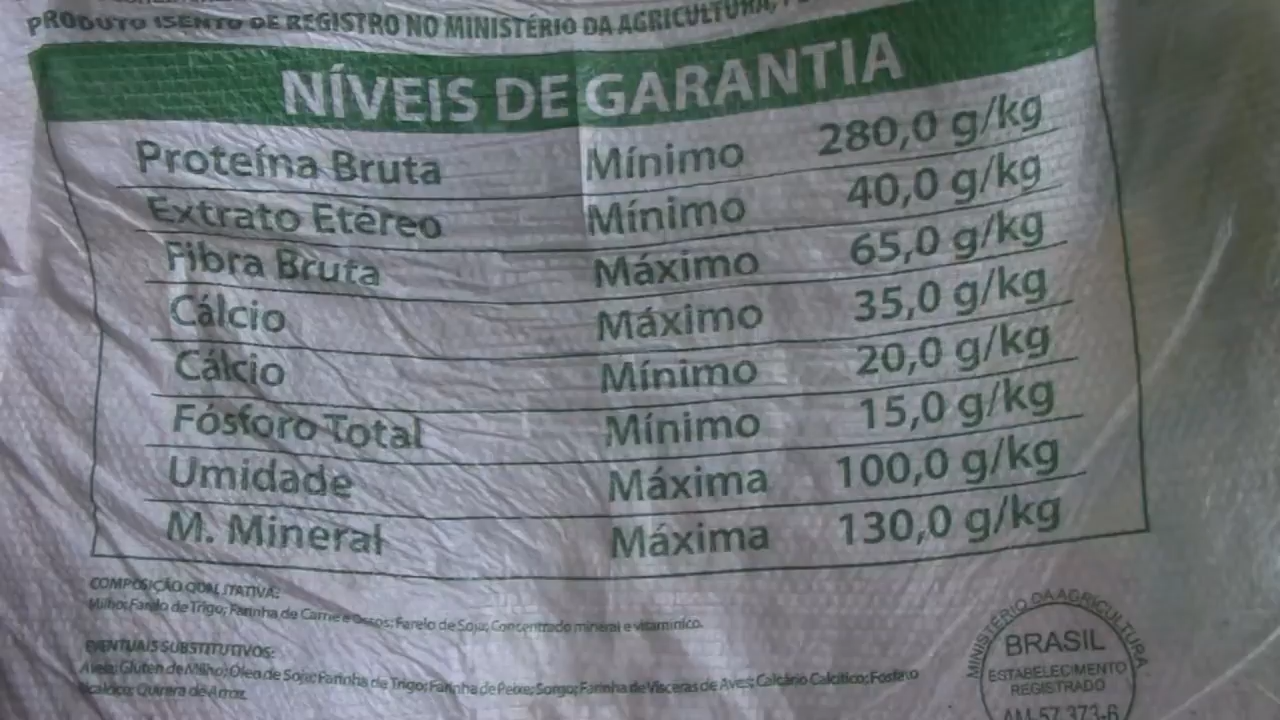 PRODUTO ISENTO DE REGISTRO NO MINISTÉRIO DA AGRICULTURA,
NÍVEIS DE GARANTIA
Proteína Bruta Mínimo 280,0 g/kg
Extrato Etéreo Mínimo 40,0 g/kg
Fibra Bruta Máximo 65,0 g/kg
Cálcio Máximo 35,0 g/kg
Cálcio Mínimo 20,0 g/kg
Fósforo Total Mínimo 15,0 g/kg
Umidade Máxima 100,0 g/kg
M. Mineral Máxima 130,0 g/kg
COMPOSIÇÃO QUALITATIVA:
Milho; Farelo de Trigo; Farinha de Carne e Ossos; Farelo de Soja; Concentrado mineral e vitamínico.
EVENTUAIS SUBSTITUTIVOS:
Aveia; Glúten de Milho; Óleo de Soja; Farinha de Trigo; Farinha de Peixe; Sorgo; Farinha de Vísceras de Aves; Calcário Calcítico; Fosfato
Bicálcico; Quirera de Arroz.
MINISTÉRIO DA AGRICULTURA
BRASIL
ESTABELECIMENTO
REGISTRADO
AM-57 373-6